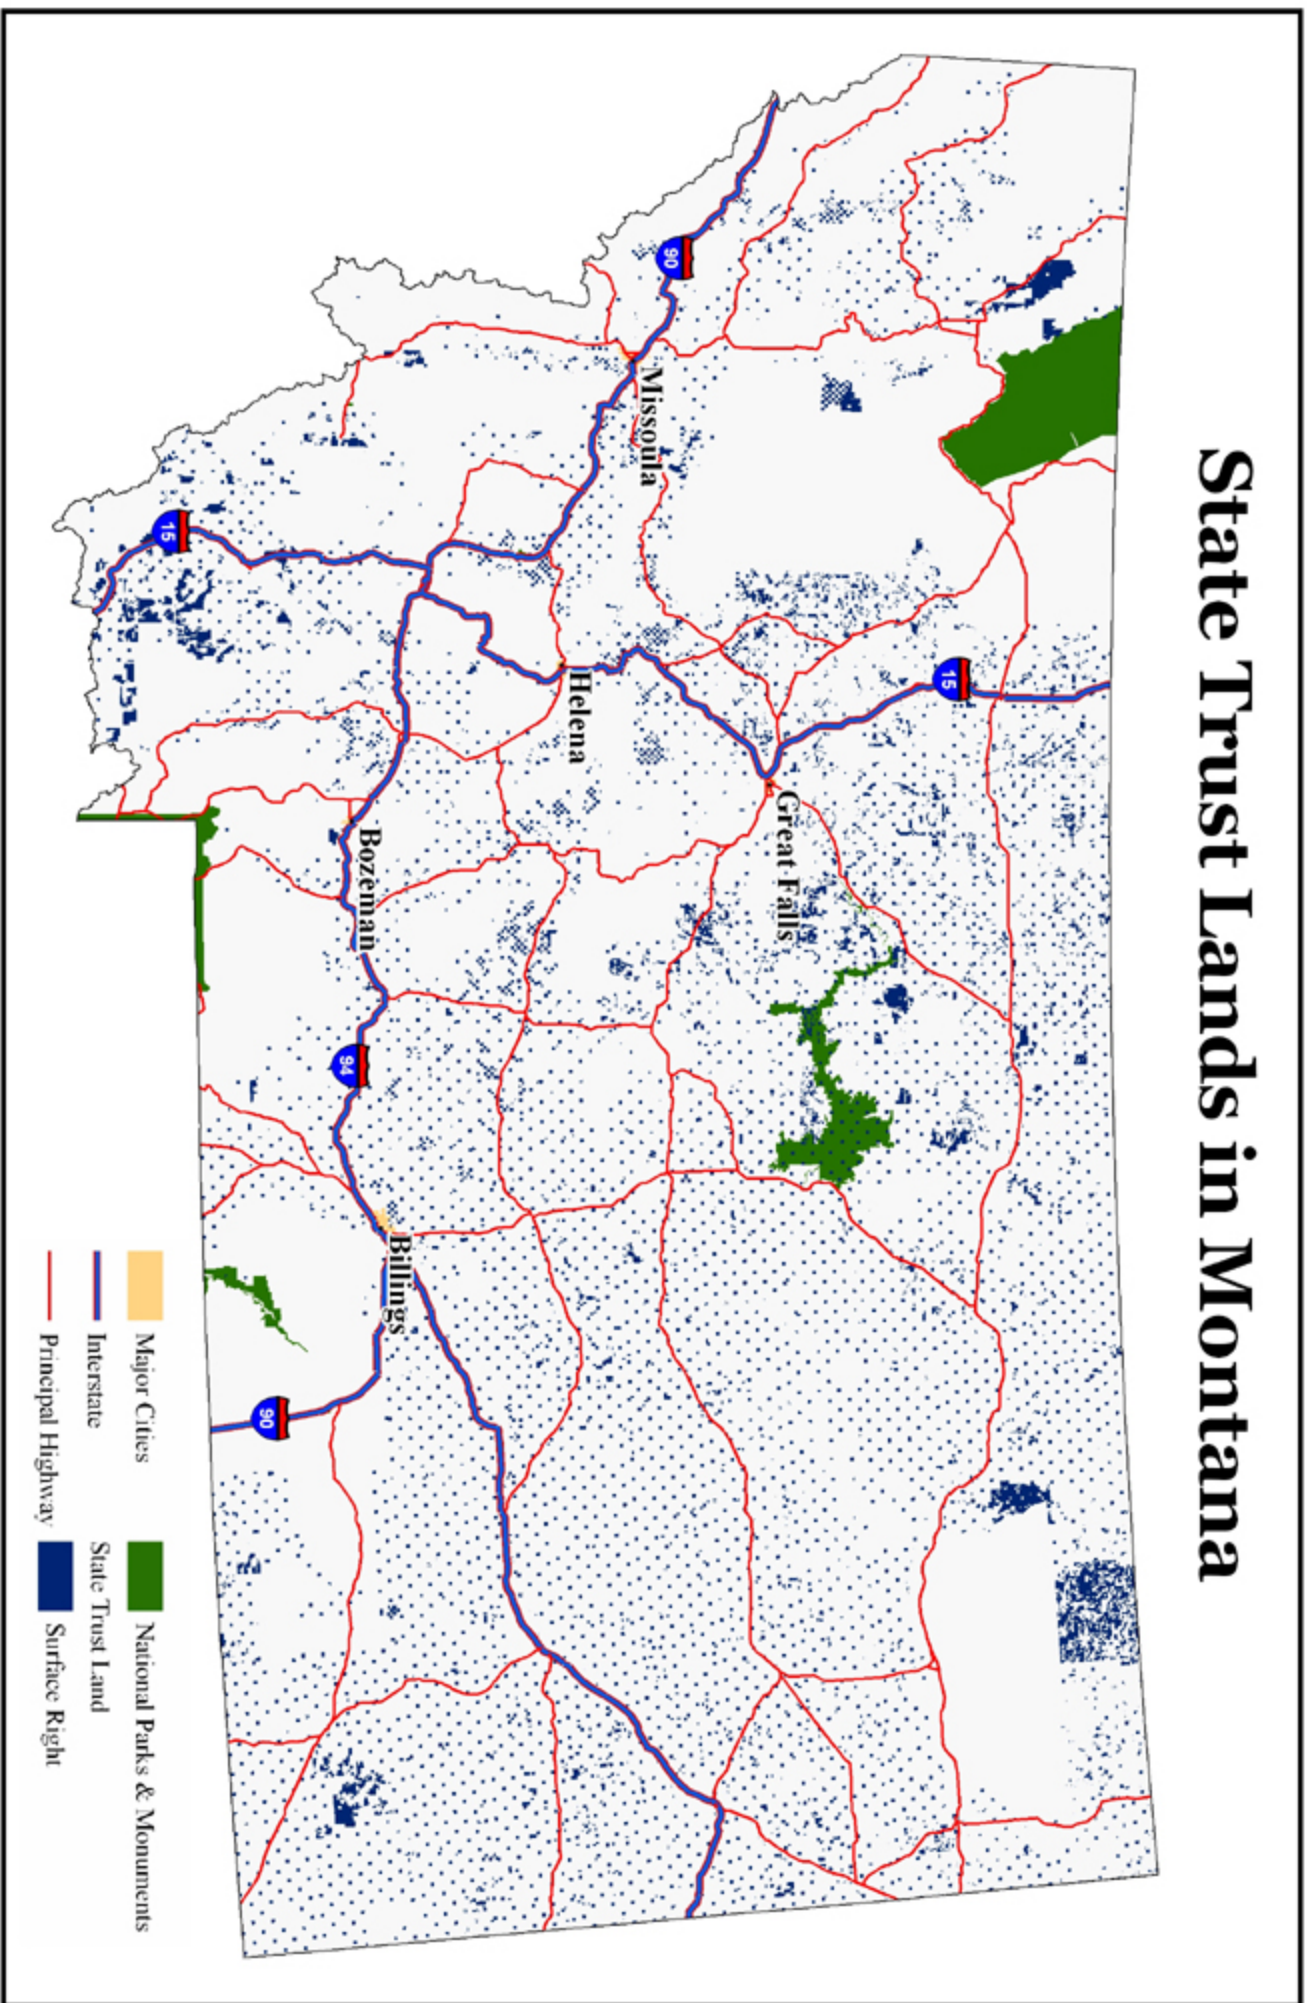 State Trust Lands in Montana
15
90
Missoula
Great Falls
Helena
15
Bozeman
94
Billings
90
Major Cities
Interstate
Principal Highway
National Parks & Monuments
State Trust Land
Surface Right